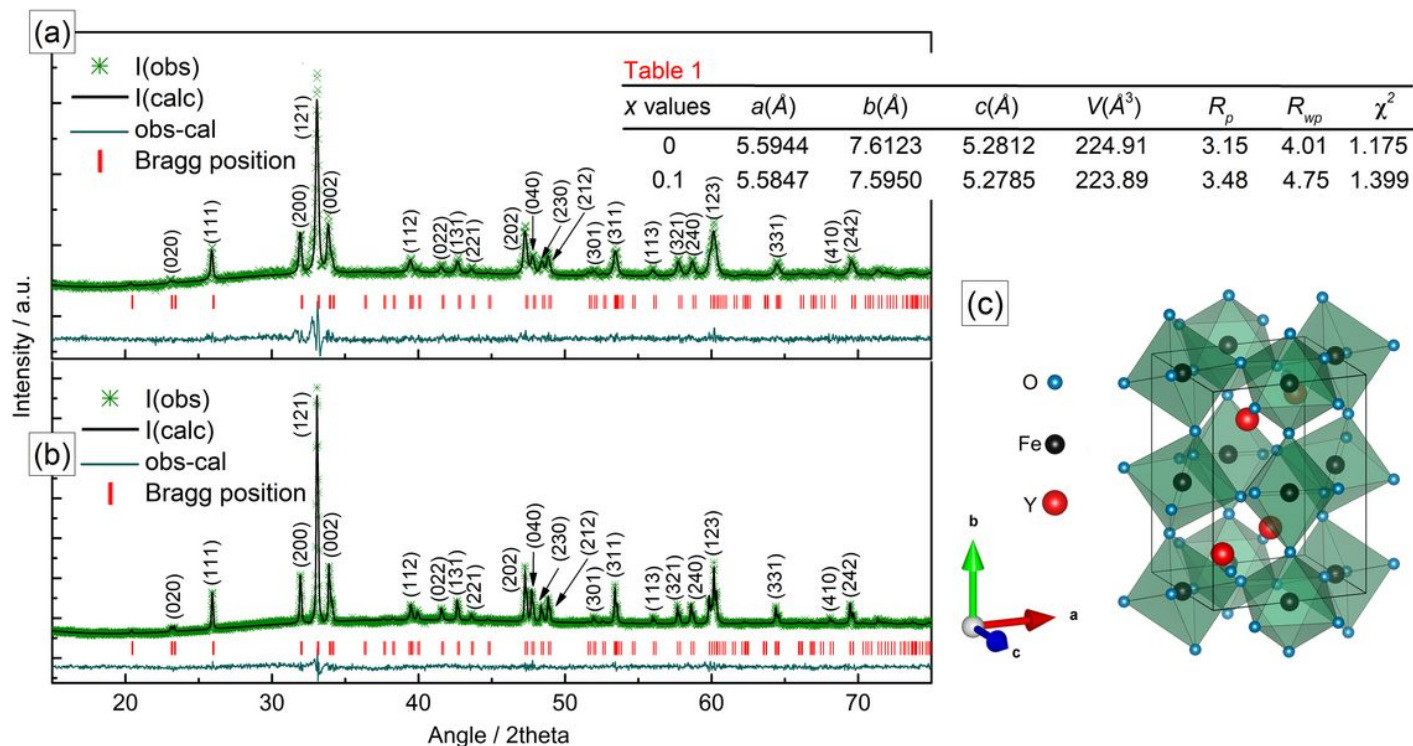 (a)
I(obs)
I(calc)
obs-cal
Bragg position
(020)
(111)
(200)
(121)
(002)
(112)
(022)
(131)
(221)
(202)
(040)
(230)
(212)
(301)
(311)
(113)
(321)
(240)
(123)
(331)
(410)
(242)
Table 1
x values a(Å) b(Å) c(Å) V(Å³) Rp Rwp χ²
0 5.5944 7.6123 5.2812 224.91 3.15 4.01 1.175
0.1 5.5847 7.5950 5.2785 223.89 3.48 4.75 1.399
Intensity / a.u.
(b)
I(obs)
I(calc)
obs-cal
Bragg position
(020)
(111)
(200)
(121)
(002)
(112)
(022)
(131)
(221)
(202)
(040)
(230)
(212)
(301)
(311)
(113)
(321)
(240)
(123)
(331)
(410)
(242)
20 30 40 50 60 70
Angle / 2theta
(c)
O
Fe
Y
b
a
c